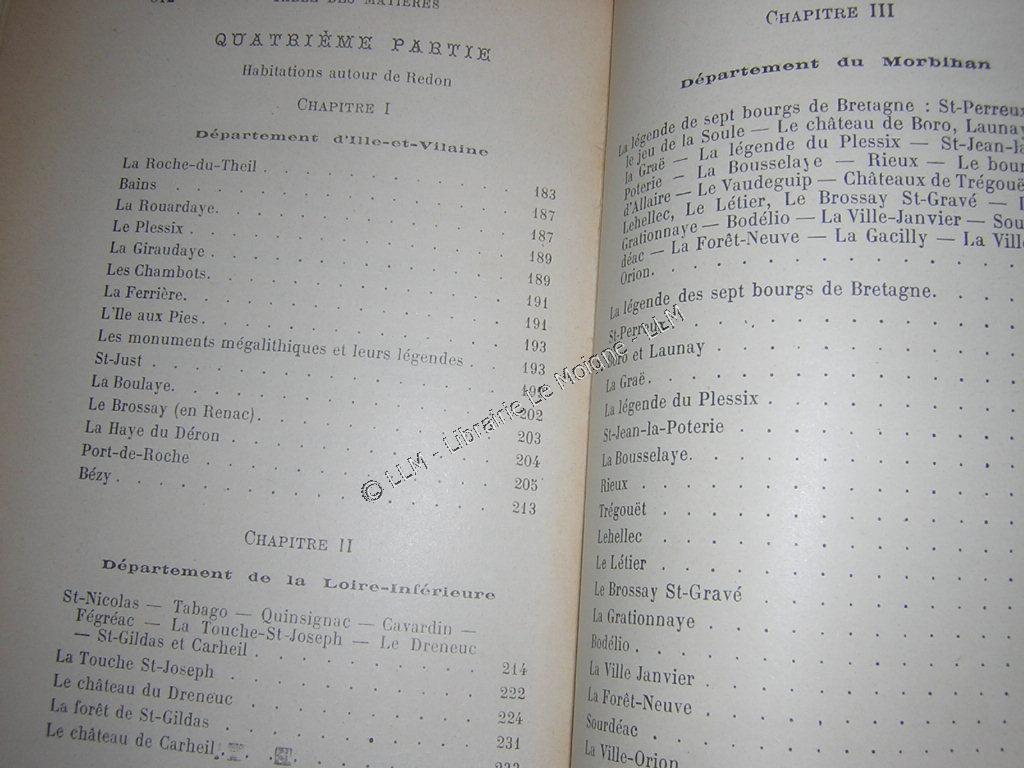 TABLE DES MATIÈRES
QUATRIÈME PARTIE
Habitations autour de Redon
CHAPITRE I
Département d'Ille-et-Vilaine
La Roche-du-Theil . . . . . . . 183
Bains . . . . . . . 187
La Rouardaye. . . . . . . 187
Le Plessix . . . . . . . 189
La Giraudaye . . . . . . . 189
Les Chambots. . . . . . . 191
La Ferrière. . . . . . . 191
L'Ile aux Pies. . . . . . . 193
Les monuments mégalithiques et leurs légendes . . 193
St-Just . . . . . . .
La Boulaye. . . . . . . 202
Le Brossay (en Renac). . . . . . . 203
La Haye du Déron . . . . . . . 204
Port-de-Roche . . . . . . . 205
Bézy . . . . . . . 213
CHAPITRE II
Département de la Loire-Inférieure
St-Nicolas — Tabago — Quinsignac — Cavardin —
Fégréac — La Touche-St-Joseph — Le Dreneuc
— St-Gildas et Carheil . . . . . . . 214
La Touche St-Joseph . . . . . . . 222
Le château du Dreneuc . . . . . . . 224
La forêt de St-Gildas . . . . . . . 231
Le château de Carheil
CHAPITRE III
Département du Morbihan
La légende de sept bourgs de Bretagne : St-Perreux
le jeu de la Soule — Le château de Boro, Launay
la Graë — La légende du Plessix — St-Jean-la
Poterie — La Bousselaye — Rieux — Le bour
d'Allaire — Le Vaudeguip — Châteaux de Trégouë
Lehellec, Le Létier, Le Brossay St-Gravé —
Grationnaye — Bodélio — La Ville-Janvier — Sou
déac — La Forêt-Neuve — La Gacilly — La Ville
Orion. . . . . . .
La légende des sept bourgs de Bretagne. . . .
St-Perreux
Boro et Launay
La Graë. . . . . . .
La légende du Plessix . . . . . . .
St-Jean-la-Poterie . . . . . . .
La Bousselaye. . . . . . .
Rieux . . . . . . .
Trégouët . . . . . . .
Lehellec . . . . . . .
Le Létier . . . . . . .
Le Brossay St-Gravé . . . . . . .
La Grationnaye . . . . . . .
Bodélio . . . . . . .
La Ville Janvier . . . . . . .
La Forêt-Neuve . . . . . . .
Sourdéac . . . . . . .
La Ville-Orion
© LLM - Librairie Le Moigne - LLM